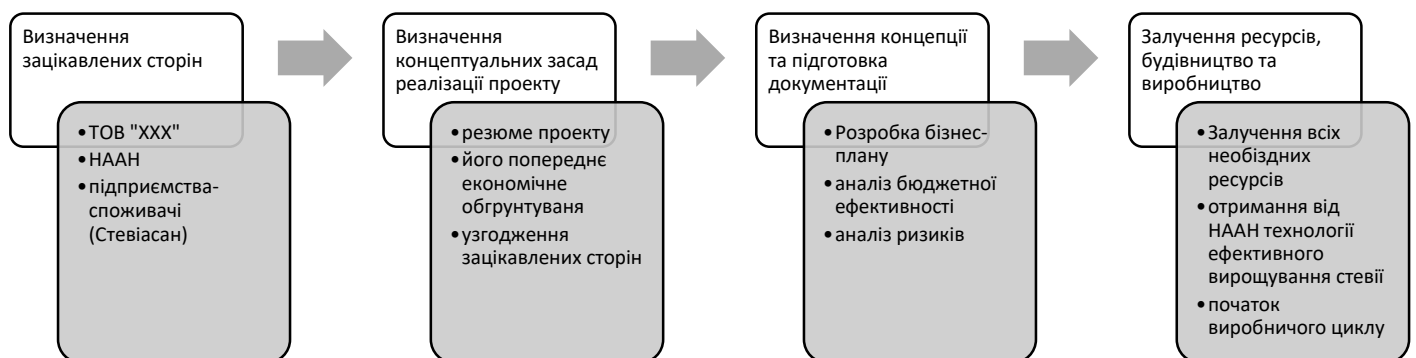 Визначення
зацікавлених сторін
•ТОВ "ХХХ"
•НААН
•підприємства-
споживачі
(Стевіасан)
Визначення
концептуальних засад
реалізації проекту
•резюме проекту
•його попереднє
економічне
обгрунтуваня
•узгодження
зацікавлених сторін
Визначення концепції
та підготовка
документації
•Розробка бізнес-
плану
•аналіз бюджетної
ефективності
•аналіз ризиків
Залучення ресурсів,
будівництво та
виробництво
•Залучення всіх
необіздних
ресурсів
•отримання від
НААН технології
ефективного
вирощування стевії
•початок
виробничого циклу